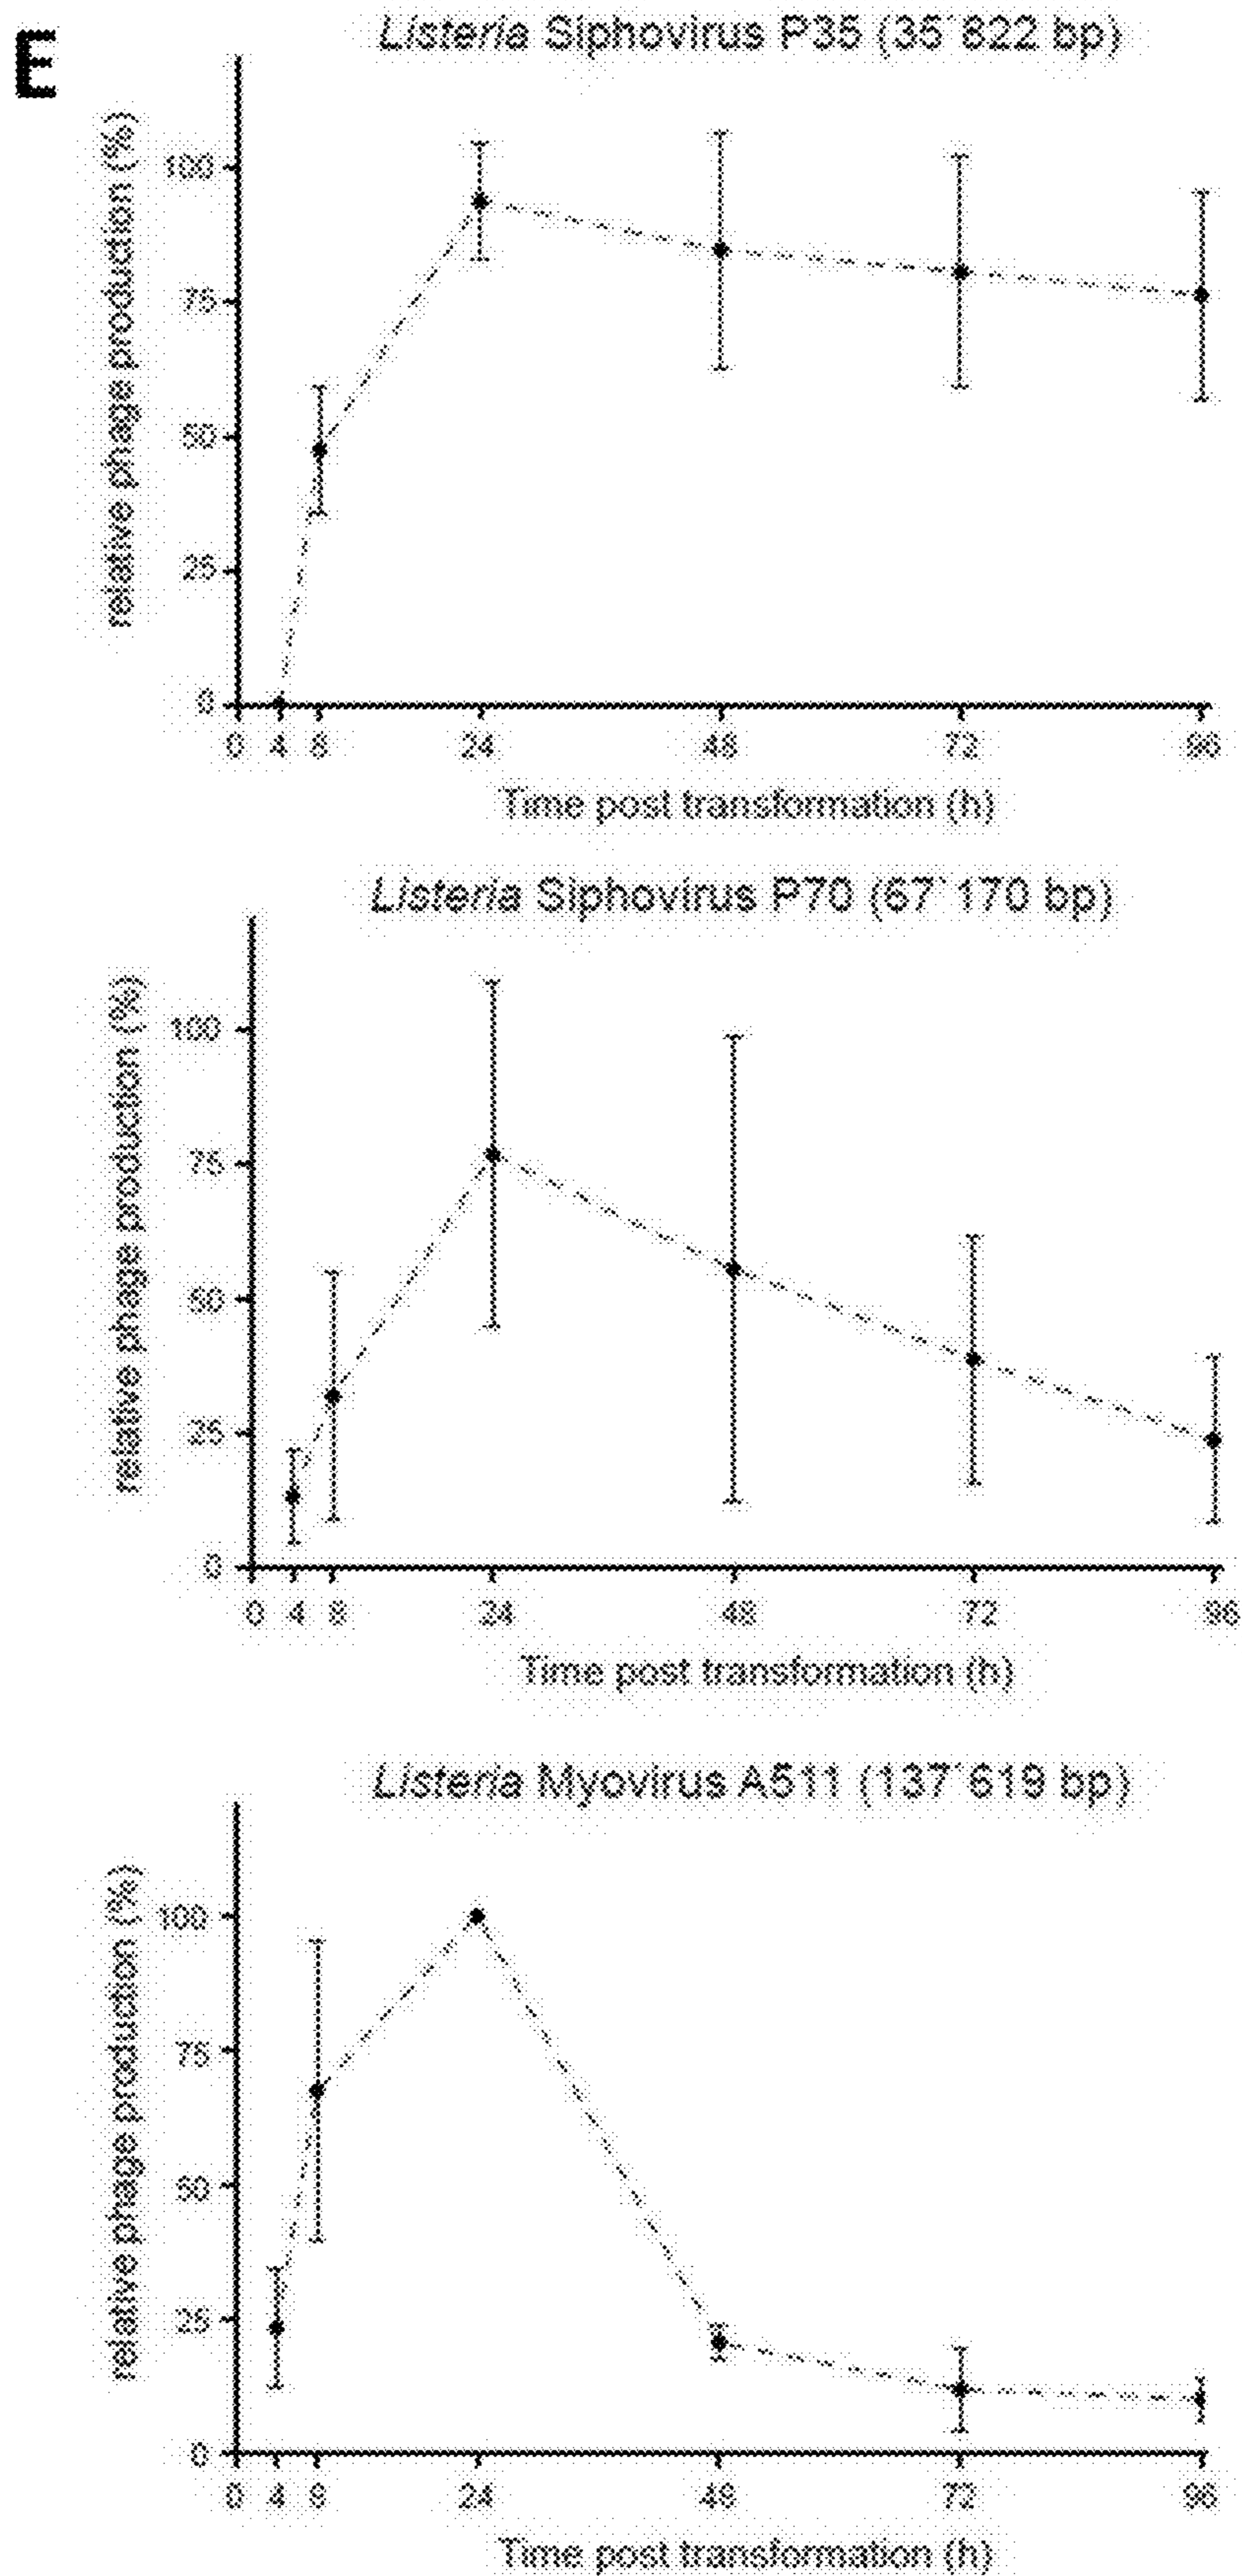 E
Listeria Siphovirus P35 (35´822 bp)
relative phage production (%)
100
75
50
25
0
0 4 8 24 48 72 96
Time post transformation (h)
Listeria Siphovirus P70 (67´170 bp)
relative phage production (%)
100
75
50
25
0
0 4 8 24 48 72 96
Time post transformation (h)
Listeria Myovirus A511 (137´619 bp)
relative phage production (%)
100
75
50
25
0
0 4 8 24 48 72 96
Time post transformation (h)